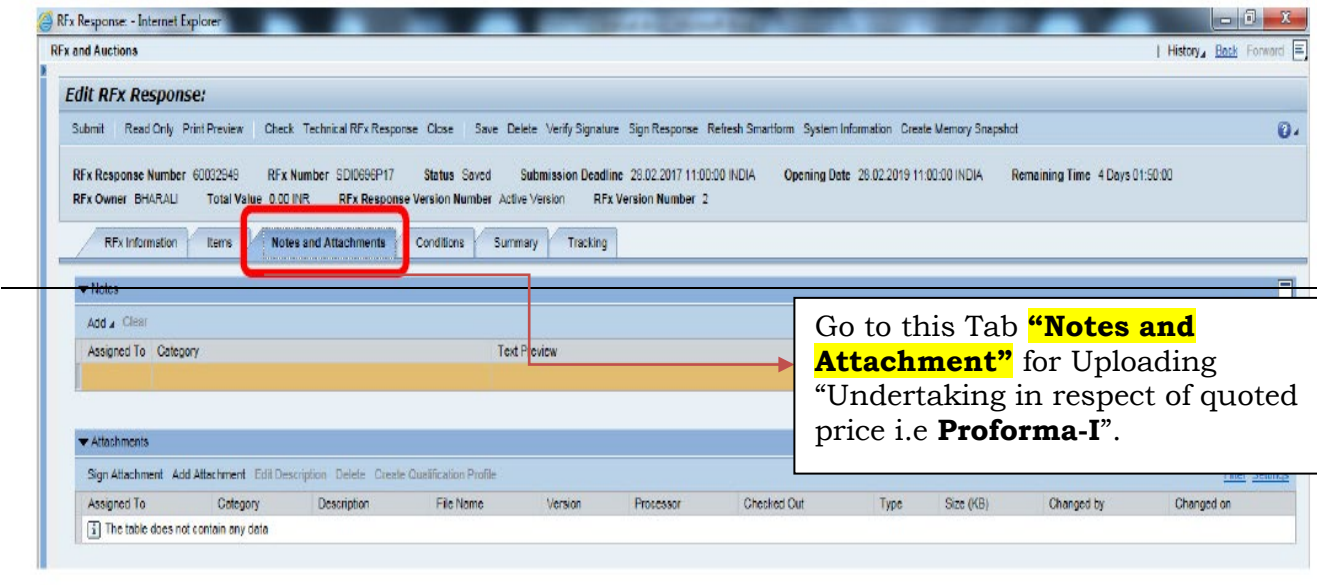 RFx Response: - Internet Explorer
RFx and Auctions | History Back Forward
Edit RFx Response:
Submit Read Only Print Preview Check Technical RFx Response Close Save Delete Verify Signature Sign Response Refresh Smartform System Information Create Memory Snapshot
RFx Response Number 60032949 RFx Number SDI0696P17 Status Saved Submission Deadline 28.02.2017 11:00:00 INDIA Opening Date 28.02.2019 11:00:00 INDIA Remaining Time 4 Days 01:50:00
RFx Owner BHARALI Total Value 0.00 INR RFx Response Version Number Active Version RFx Version Number 2
RFx Information Items Notes and Attachments Conditions Summary Tracking
Notes
Add Clear
Assigned To Category Text Preview
Go to this Tab “Notes and
Attachment” for Uploading
“Undertaking in respect of quoted
price i.e Proforma-I”.
Attachments
Sign Attachment Add Attachment Edit Description Delete Create Qualification Profile Filter Settings
Assigned To Category Description File Name Version Processor Checked Out Type Size (KB) Changed by Changed on
The table does not contain any data